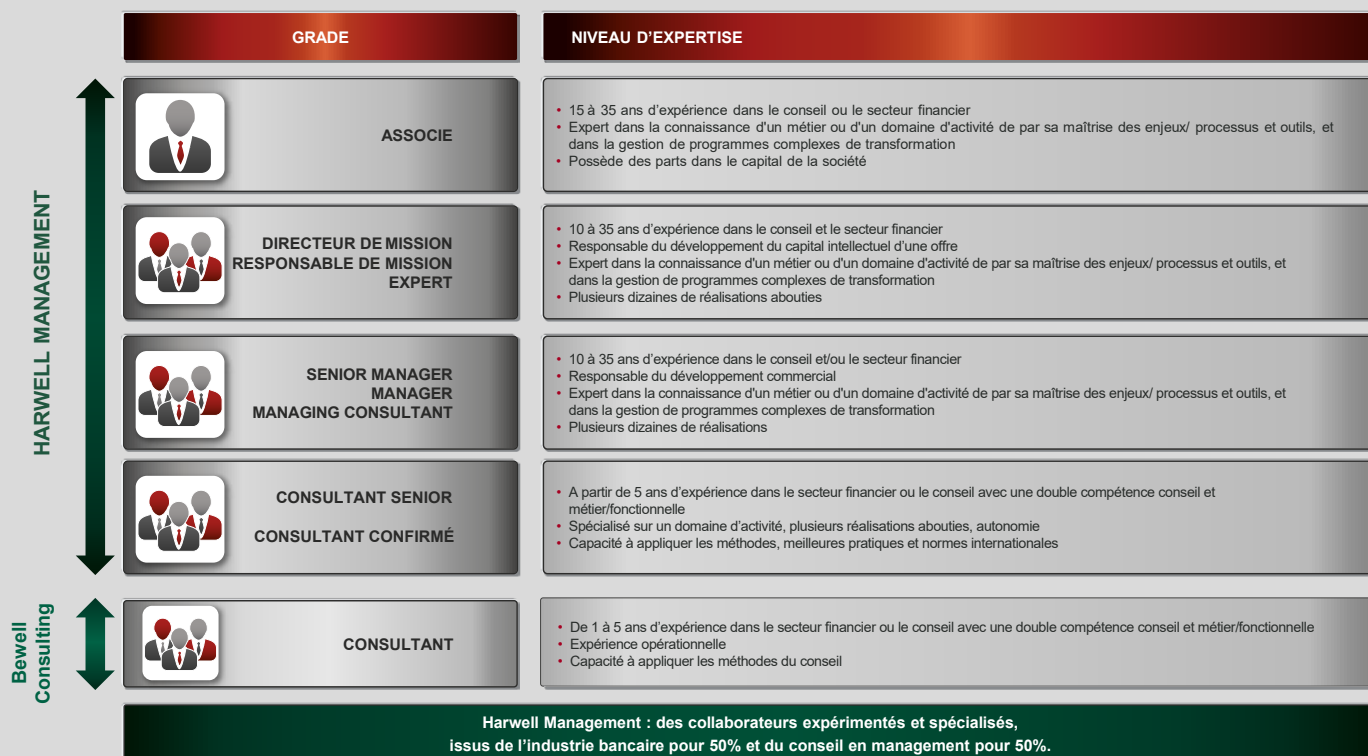 GRADE
NIVEAU D’EXPERTISE
HARWELL MANAGEMENT
ASSOCIE
• 15 à 35 ans d’expérience dans le conseil ou le secteur financier
• Expert dans la connaissance d'un métier ou d'un domaine d'activité de par sa maîtrise des enjeux/ processus et outils, et
dans la gestion de programmes complexes de transformation
• Possède des parts dans le capital de la société
DIRECTEUR DE MISSION
RESPONSABLE DE MISSION
EXPERT
• 10 à 35 ans d’expérience dans le conseil et le secteur financier
• Responsable du développement du capital intellectuel d’une offre
• Expert dans la connaissance d'un métier ou d'un domaine d'activité de par sa maîtrise des enjeux/ processus et outils, et
dans la gestion de programmes complexes de transformation
• Plusieurs dizaines de réalisations abouties
SENIOR MANAGER
MANAGER
MANAGING CONSULTANT
• 10 à 35 ans d’expérience dans le conseil et/ou le secteur financier
• Responsable du développement commercial
• Expert dans la connaissance d'un métier ou d'un domaine d'activité de par sa maîtrise des enjeux/ processus et outils, et
dans la gestion de programmes complexes de transformation
• Plusieurs dizaines de réalisations
CONSULTANT SENIOR
CONSULTANT CONFIRMÉ
• A partir de 5 ans d’expérience dans le secteur financier ou le conseil avec une double compétence conseil et
métier/fonctionnelle
• Spécialisé sur un domaine d’activité, plusieurs réalisations abouties, autonomie
• Capacité à appliquer les méthodes, meilleures pratiques et normes internationales
Bewell
Consulting
CONSULTANT
• De 1 à 5 ans d’expérience dans le secteur financier ou le conseil avec une double compétence conseil et métier/fonctionnelle
• Expérience opérationnelle
• Capacité à appliquer les méthodes du conseil
Harwell Management : des collaborateurs expérimentés et spécialisés,
issus de l’industrie bancaire pour 50% et du conseil en management pour 50%.